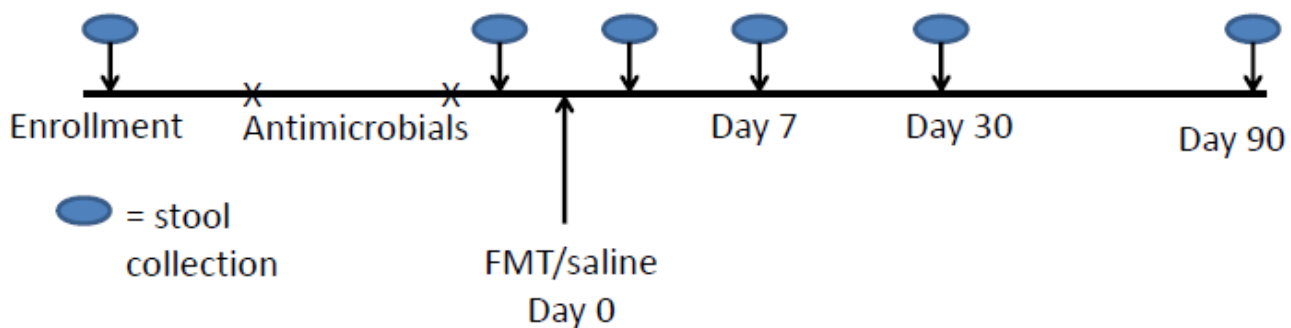 X X
Enrollment Antimicrobials Day 7 Day 30 Day 90
= stool
collection
FMT/saline
Day 0